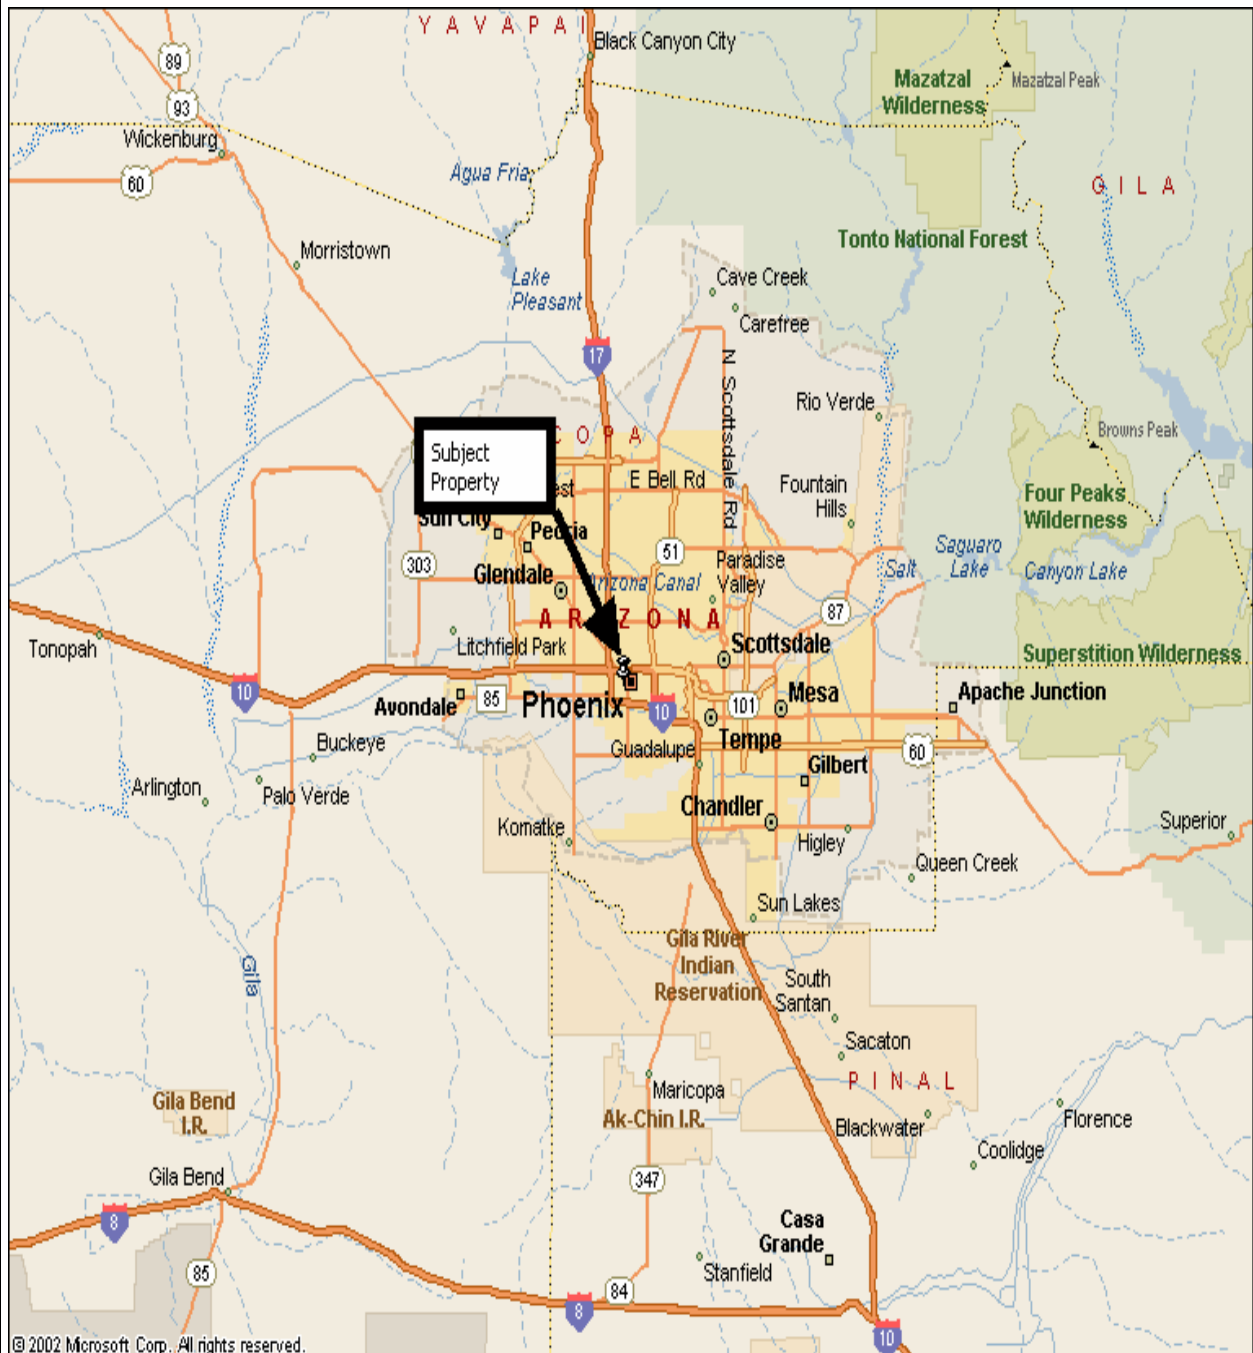 YAVAPAI
Black Canyon City
89
Mazatzal
Wilderness
Mazatzal Peak
93
Wickenburg
60
Agua Fria
GILA
Tonto National Forest
Morristown
Lake
Pleasant
Cave Creek
Carefree
17
N Scottsdale Rd
Rio Verde
COPA
Browns Peak
Subject
Property
est
E Bell Rd
Fountain
Hills
Four Peaks
Wilderness
Sun City
Peoria
51
Paradise
Valley
Saguaro
Lake
303
Glendale
Arizona Canal
Salt
Canyon Lake
87
ARIZONA
Tonopah
Litchfield Park
Scottsdale
Superstition Wilderness
10
Avondale
85
Phoenix
10
101
Mesa
Apache Junction
Buckeye
Guadalupe
Tempe
60
Gilbert
Arlington
Palo Verde
Chandler
Komatke
Higley
Superior
Queen Creek
Sun Lakes
Gila
Gila River
Indian
Reservation
South
Santan
Sacaton
PINAL
Gila Bend
I.R.
Maricopa
Ak-Chin I.R.
Blackwater
Florence
Coolidge
Gila Bend
347
8
Casa
Grande
85
Stanfield
84
8
10
© 2002 Microsoft Corp. All rights reserved.